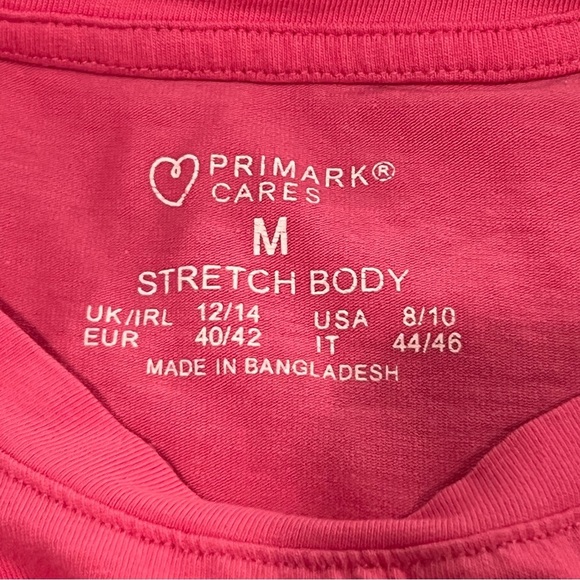 PRIMARK®
CARES
M
STRETCH BODY
UK/IRL 12/14 USA 8/10
EUR 40/42 IT 44/46
MADE IN BANGLADESH